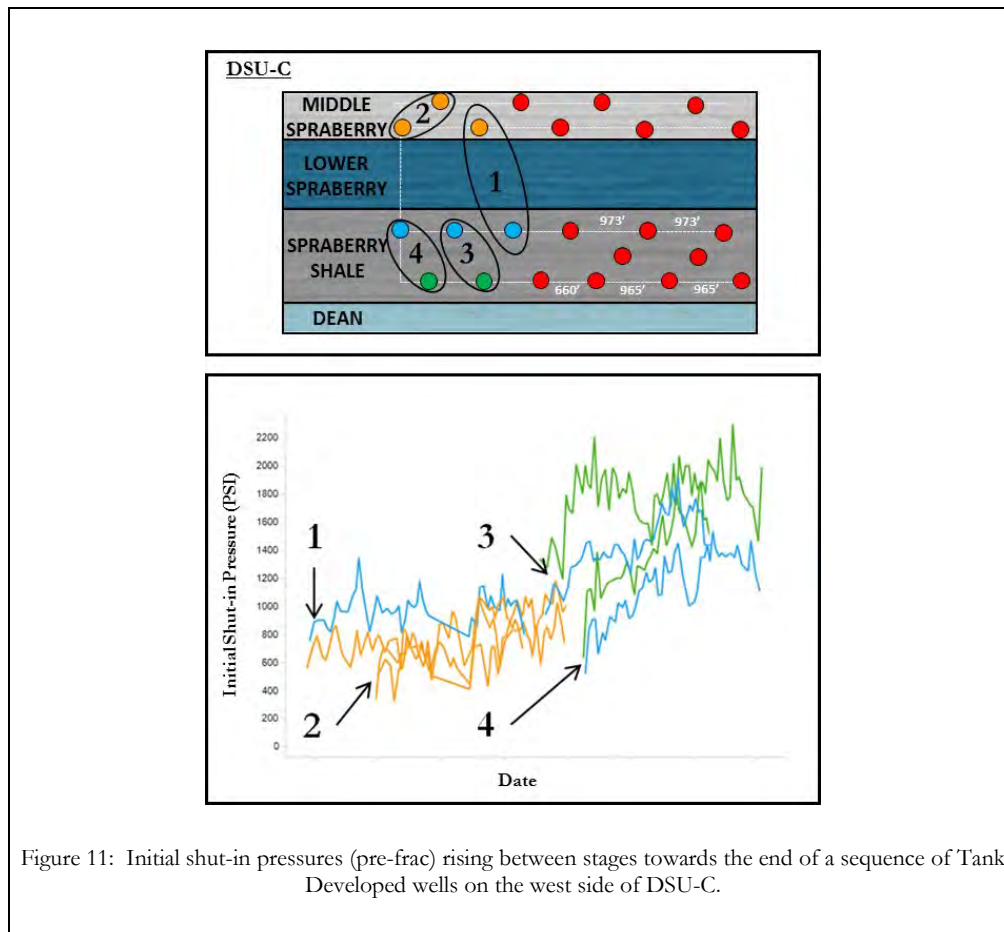 DSU-C
MIDDLE
SPRABERRY
2
LOWER
SPRABERRY
1
SPRABERRY
SHALE
4
3
973’ 973’
660’ 965’ 965’
DEAN
Initial Shut-in Pressure (PSI)
2200
2000
1800
1600
1400
1200
1000
800
600
400
200
0
1
2
3
4
Date
Figure 11: Initial shut-in pressures (pre-frac) rising between stages towards the end of a sequence of Tank
Developed wells on the west side of DSU-C.